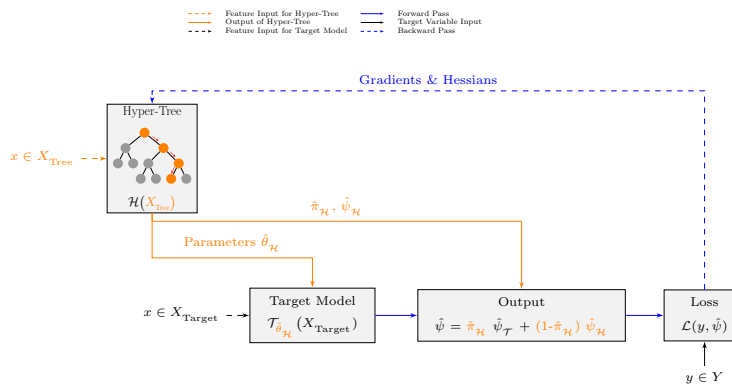 Feature Input for Hyper-Tree
Output of Hyper-Tree
Feature Input for Target Model
Forward Pass
Target Variable Input
Backward Pass
Gradients & Hessians
Hyper-Tree
x ∈ X_Tree
ℋ(X_Tree)
π̂_ℋ, ψ̂_ℋ
Parameters θ̂_ℋ
x ∈ X_Target
Target Model
𝒯_θ̂_ℋ (X_Target)
Output
ψ̂ = π̂_ℋ ψ̂_𝒯 + (1-π̂_ℋ) ψ̂_ℋ
Loss
ℒ(y, ψ̂)
y ∈ Y